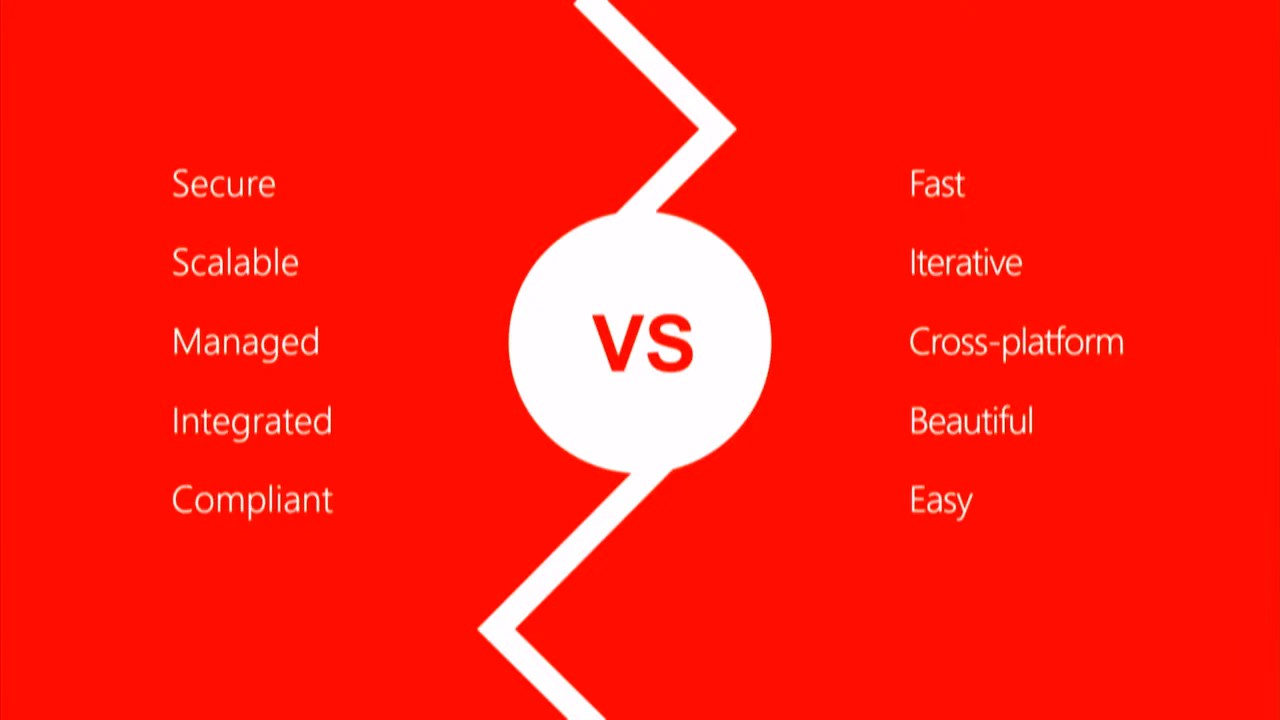 Secure
Scalable
Managed
Integrated
Compliant
VS
Fast
Iterative
Cross-platform
Beautiful
Easy